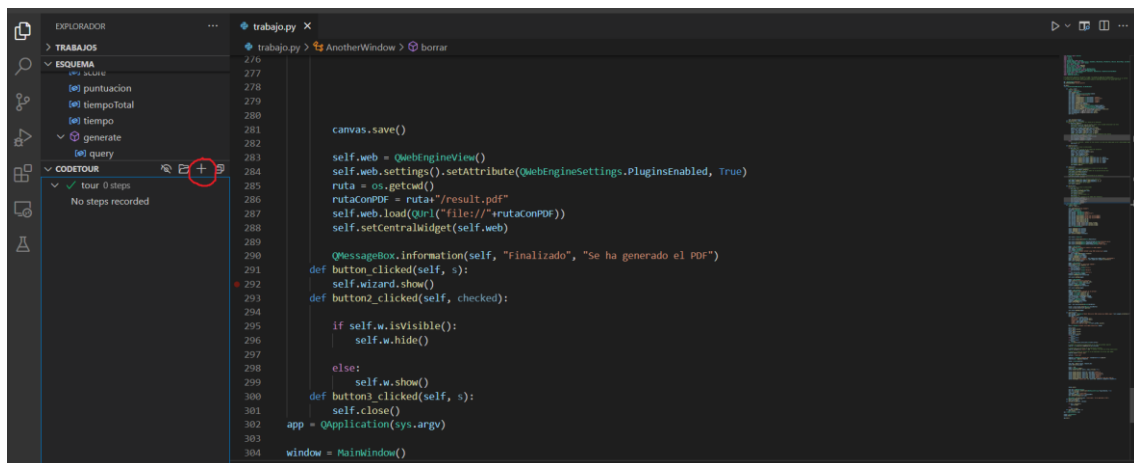 EXPLORADOR
TRABAJOS
ESQUEMA
score
puntuacion
tiempoTotal
tiempo
generate
query
CODETOUR
tour 0 steps
No steps recorded
trabajo.py
trabajo.py > AnotherWindow > borrar
276
277
278
279
280
281 canvas.save()
282
283 self.web = QWebEngineView()
284 self.web.settings().setAttribute(QWebEngineSettings.PluginsEnabled, True)
285 ruta = os.getcwd()
286 rutaConPDF = ruta+"/result.pdf"
287 self.web.load(QUrl("file://"+rutaConPDF))
288 self.setCentralWidget(self.web)
289
290 QMessageBox.information(self, "Finalizado", "Se ha generado el PDF")
291 def button_clicked(self, s):
292 self.wizard.show()
293 def button2_clicked(self, checked):
294
295 if self.w.isVisible():
296 self.w.hide()
297
298 else:
299 self.w.show()
300 def button3_clicked(self, s):
301 self.close()
302 app = QApplication(sys.argv)
303
304 window = MainWindow()